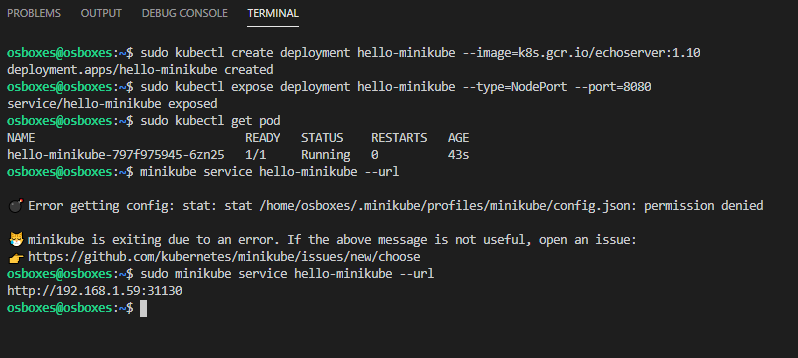 PROBLEMS OUTPUT DEBUG CONSOLE TERMINAL
osboxes@osboxes:~$ sudo kubectl create deployment hello-minikube --image=k8s.gcr.io/echoserver:1.10
deployment.apps/hello-minikube created
osboxes@osboxes:~$ sudo kubectl expose deployment hello-minikube --type=NodePort --port=8080
service/hello-minikube exposed
osboxes@osboxes:~$ sudo kubectl get pod
NAME READY STATUS RESTARTS AGE
hello-minikube-797f975945-6zn25 1/1 Running 0 43s
osboxes@osboxes:~$ minikube service hello-minikube --url
💣 Error getting config: stat: stat /home/osboxes/.minikube/profiles/minikube/config.json: permission denied
😿 minikube is exiting due to an error. If the above message is not useful, open an issue:
👉 https://github.com/kubernetes/minikube/issues/new/choose
osboxes@osboxes:~$ sudo minikube service hello-minikube --url
http://192.168.1.59:31130
osboxes@osboxes:~$